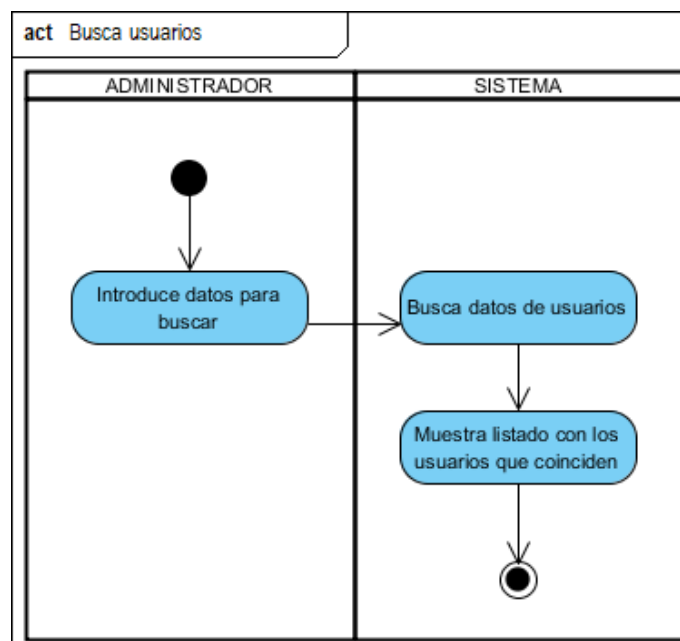 act Busca usuarios
ADMINISTRADOR
SISTEMA
Introduce datos para
buscar
Busca datos de usuarios
Muestra listado con los
usuarios que coinciden